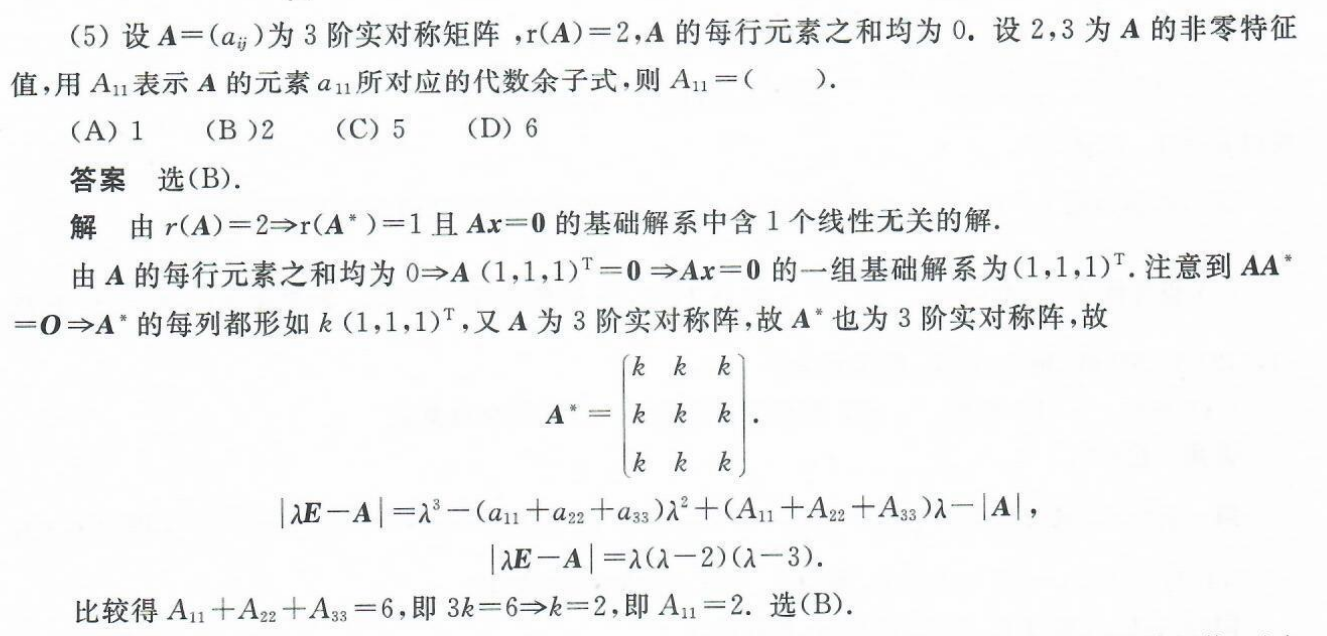 (5) 设 A=(aᵢⱼ)为 3 阶实对称矩阵,r(A)=2,A 的每行元素之和均为 0. 设 2,3 为 A 的非零特征
值,用 A₁₁表示 A 的元素 a₁₁所对应的代数余子式,则 A₁₁=(    ).
(A) 1 (B )2 (C) 5 (D) 6
答案 选(B).
解 由 r(A)=2⇒r(A*)=1 且 Ax=0 的基础解系中含 1 个线性无关的解.
由 A 的每行元素之和均为 0⇒A (1,1,1)ᵀ=0 ⇒Ax=0 的一组基础解系为(1,1,1)ᵀ. 注意到 AA*
=O⇒A* 的每列都形如 k (1,1,1)ᵀ,又 A 为 3 阶实对称阵,故 A* 也为 3 阶实对称阵,故
k k k
A* = k k k .
k k k
|λE−A|=λ³−(a₁₁+a₂₂+a₃₃)λ²+(A₁₁+A₂₂+A₃₃)λ−|A|,
|λE−A|=λ(λ−2)(λ−3).
比较得 A₁₁+A₂₂+A₃₃=6,即 3k=6⇒k=2,即 A₁₁=2. 选(B).